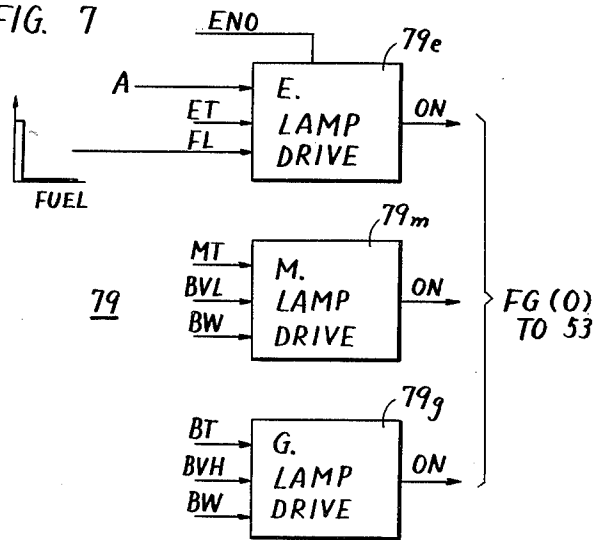 FIG. 7
ENO
79e
A
ET
FL
E.
LAMP
DRIVE
ON
FUEL
79m
MT
BVL
BW
M.
LAMP
DRIVE
ON
79
FG(O)
TO 53
79g
BT
BVH
BW
G.
LAMP
DRIVE
ON